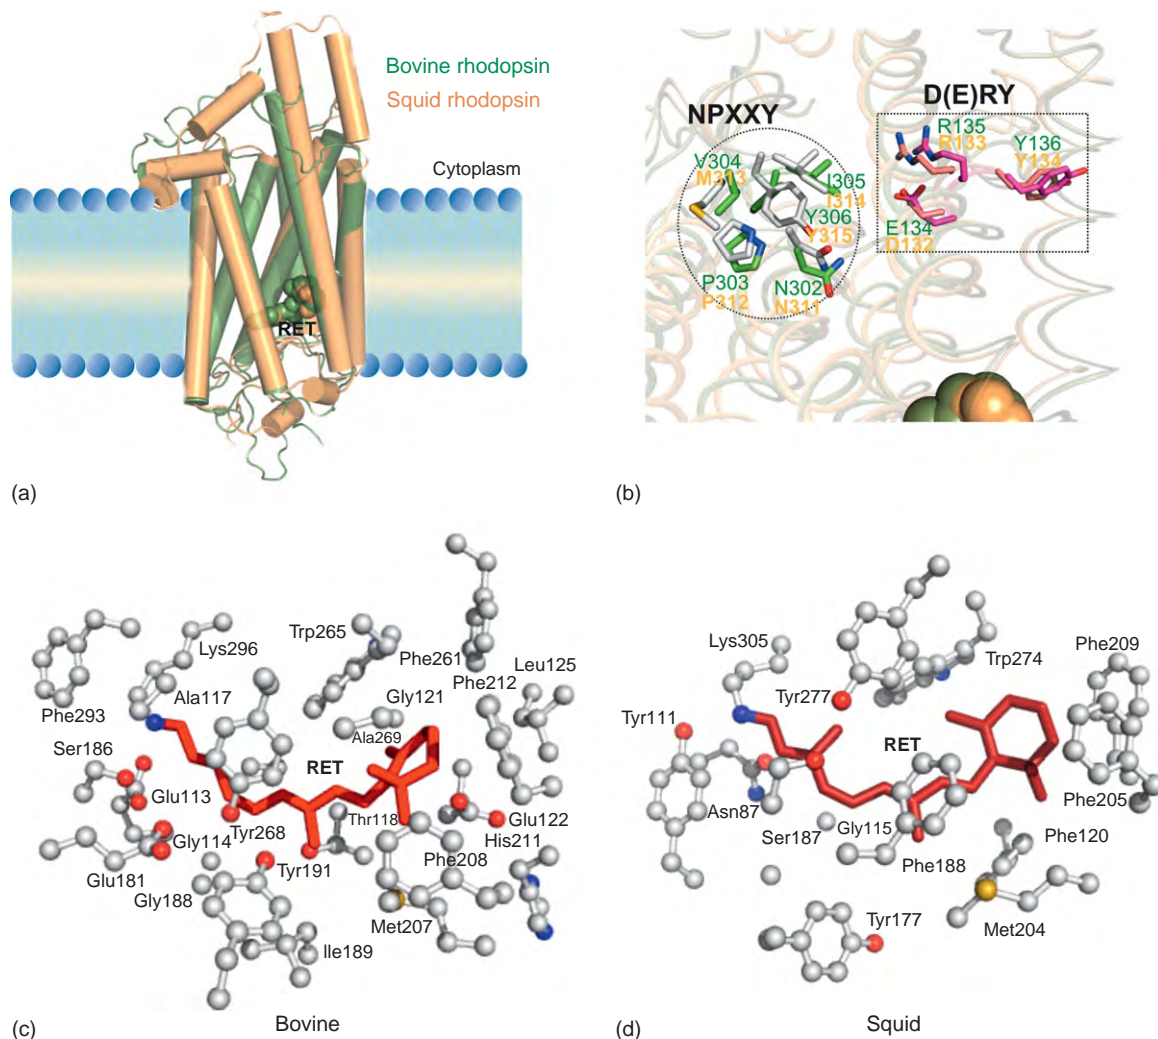 Bovine rhodopsin
Squid rhodopsin
Cytoplasm
RET
(a)
NPXXY
D(E)RY
R135
R133
Y136
Y134
V304
M313
I305
I314
Y306
Y315
E134
D132
P303
P312
N302
N311
(b)
Trp265
Lys296
Phe261
Leu125
Ala117
Gly121
Phe212
Phe293
Ala269
Ser186
RET
Glu113
Thr118
Glu122
Gly114
Tyr268
His211
Glu181
Tyr191
Phe208
Gly188
Met207
Ile189
(c)
Bovine
Lys305
Trp274
Phe209
Tyr277
Tyr111
RET
Asn87
Phe205
Ser187
Gly115
Phe120
Phe188
Tyr177
Met204
(d)
Squid